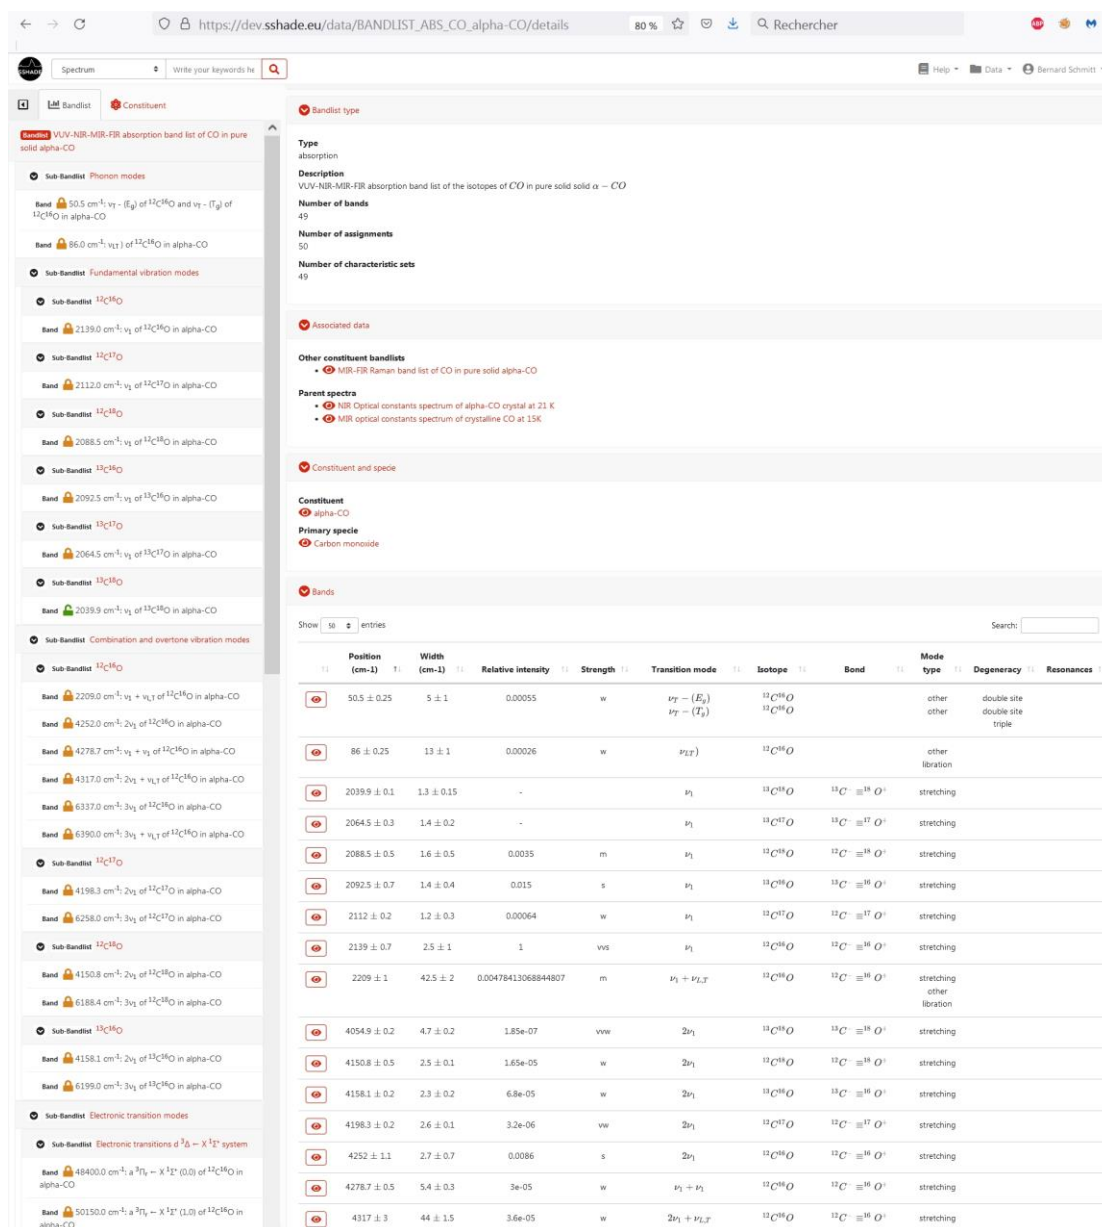 https://dev.sshade.eu/data/BANDLIST_ABS_CO_alpha-CO/details
80 %
Rechercher
SSHADE
Spectrum
Write your keywords he
Help
Data
Bernard Schmitt
Bandlist
Constituent
Bandlist VUV-NIR-MIR-FIR absorption band list of CO in pure
solid alpha-CO
Sub-Bandlist Phonon modes
Band 50.5 cm⁻¹: νT - (Eg) of ¹²C¹⁶O and νT - (Tg) of
¹²C¹⁶O in alpha-CO
Band 86.0 cm⁻¹: νLT ) of ¹²C¹⁶O in alpha-CO
Sub-Bandlist Fundamental vibration modes
Sub-Bandlist ¹²C¹⁶O
Band 2139.0 cm⁻¹: ν₁ of ¹²C¹⁶O in alpha-CO
Sub-Bandlist ¹²C¹⁷O
Band 2112.0 cm⁻¹: ν₁ of ¹²C¹⁷O in alpha-CO
Sub-Bandlist ¹²C¹⁸O
Band 2088.5 cm⁻¹: ν₁ of ¹²C¹⁸O in alpha-CO
Sub-Bandlist ¹³C¹⁶O
Band 2092.5 cm⁻¹: ν₁ of ¹³C¹⁶O in alpha-CO
Sub-Bandlist ¹³C¹⁷O
Band 2064.5 cm⁻¹: ν₁ of ¹³C¹⁷O in alpha-CO
Sub-Bandlist ¹³C¹⁸O
Band 2039.9 cm⁻¹: ν₁ of ¹³C¹⁸O in alpha-CO
Sub-Bandlist Combination and overtone vibration modes
Sub-Bandlist ¹²C¹⁶O
Band 2209.0 cm⁻¹: ν₁ + νL,T of ¹²C¹⁶O in alpha-CO
Band 4252.0 cm⁻¹: 2ν₁ of ¹²C¹⁶O in alpha-CO
Band 4278.7 cm⁻¹: ν₁ + ν₁ of ¹²C¹⁶O in alpha-CO
Band 4317.0 cm⁻¹: 2ν₁ + νL,T of ¹²C¹⁶O in alpha-CO
Band 6337.0 cm⁻¹: 3ν₁ of ¹²C¹⁶O in alpha-CO
Band 6390.0 cm⁻¹: 3ν₁ + νL,T of ¹²C¹⁶O in alpha-CO
Sub-Bandlist ¹²C¹⁷O
Band 4198.3 cm⁻¹: 2ν₁ of ¹²C¹⁷O in alpha-CO
Band 6258.0 cm⁻¹: 3ν₁ of ¹²C¹⁷O in alpha-CO
Sub-Bandlist ¹²C¹⁸O
Band 4150.8 cm⁻¹: 2ν₁ of ¹²C¹⁸O in alpha-CO
Band 6188.4 cm⁻¹: 3ν₁ of ¹²C¹⁸O in alpha-CO
Sub-Bandlist ¹³C¹⁶O
Band 4158.1 cm⁻¹: 2ν₁ of ¹³C¹⁶O in alpha-CO
Band 6199.0 cm⁻¹: 3ν₁ of ¹³C¹⁶O in alpha-CO
Sub-Bandlist Electronic transition modes
Sub-Bandlist Electronic transitions d ³Δ ← X ¹Σ⁺ system
Band 48400.0 cm⁻¹: a ³Πr ← X ¹Σ⁺ (0,0) of ¹²C¹⁶O in
alpha-CO
Band 50150.0 cm⁻¹: a ³Πr ← X ¹Σ⁺ (1,0) of ¹²C¹⁶O in
alpha-CO
Bandlist type
Type
absorption
Description
VUV-NIR-MIR-FIR absorption band list of the isotopes of CO in pure solid solid α − CO
Number of bands
49
Number of assignments
50
Number of characteristic sets
49
Associated data
Other constituent bandlists
• MIR-FIR Raman band list of CO in pure solid alpha-CO
Parent spectra
• NIR Optical constants spectrum of alpha-CO crystal at 21 K
• MIR optical constants spectrum of crystalline CO at 15K
Constituent and specie
Constituent
alpha-CO
Primary specie
Carbon monoxide
Bands
Show 50 entries Search:
Position (cm-1) Width (cm-1) Relative intensity Strength Transition mode Isotope Bond Mode type Degeneracy Resonances
50.5 ± 0.25 5 ± 1 0.00055 w νT − (Eg) ¹²C¹⁶O other double site
νT − (Tg) ¹²C¹⁶O other double site
triple
86 ± 0.25 13 ± 1 0.00026 w νLT) ¹²C¹⁶O other
libration
2039.9 ± 0.1 1.3 ± 0.15 - ν₁ ¹³C¹⁸O ¹³C⁻ ≡¹⁸ O⁺ stretching
2064.5 ± 0.3 1.4 ± 0.2 - ν₁ ¹³C¹⁷O ¹³C⁻ ≡¹⁷ O⁺ stretching
2088.5 ± 0.5 1.6 ± 0.5 0.0035 m ν₁ ¹²C¹⁸O ¹²C⁻ ≡¹⁸ O⁺ stretching
2092.5 ± 0.7 1.4 ± 0.4 0.015 s ν₁ ¹³C¹⁶O ¹³C⁻ ≡¹⁶ O⁺ stretching
2112 ± 0.2 1.2 ± 0.3 0.00064 w ν₁ ¹²C¹⁷O ¹²C⁻ ≡¹⁷ O⁺ stretching
2139 ± 0.7 2.5 ± 1 1 vvs ν₁ ¹²C¹⁶O ¹²C⁻ ≡¹⁶ O⁺ stretching
2209 ± 1 42.5 ± 2 0.00478413068844807 m ν₁ + νL,T ¹²C¹⁶O ¹²C⁻ ≡¹⁶ O⁺ stretching
other
libration
4054.9 ± 0.2 4.7 ± 0.2 1.85e-07 vvw 2ν₁ ¹³C¹⁸O ¹³C⁻ ≡¹⁸ O⁺ stretching
4150.8 ± 0.5 2.5 ± 0.1 1.65e-05 w 2ν₁ ¹²C¹⁸O ¹²C⁻ ≡¹⁸ O⁺ stretching
4158.1 ± 0.2 2.3 ± 0.2 6.8e-05 w 2ν₁ ¹³C¹⁶O ¹³C⁻ ≡¹⁶ O⁺ stretching
4198.3 ± 0.2 2.6 ± 0.1 3.2e-06 vw 2ν₁ ¹²C¹⁷O ¹²C⁻ ≡¹⁷ O⁺ stretching
4252 ± 1.1 2.7 ± 0.7 0.0086 s 2ν₁ ¹²C¹⁶O ¹²C⁻ ≡¹⁶ O⁺ stretching
4278.7 ± 0.5 5.4 ± 0.3 3e-05 w ν₁ + ν₁ ¹²C¹⁶O ¹²C⁻ ≡¹⁶ O⁺ stretching
4317 ± 3 44 ± 1.5 3.6e-05 w 2ν₁ + νL,T ¹²C¹⁶O ¹²C⁻ ≡¹⁶ O⁺ stretching